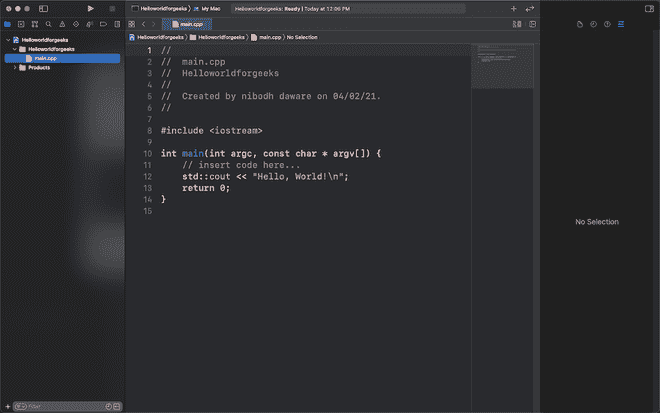 Helloworldforgeeks
My Mac
Helloworldforgeeks: Ready | Today at 12:06 PM
main.cpp
Helloworldforgeeks
Helloworldforgeeks
main.cpp
Products
Helloworldforgeeks
Helloworldforgeeks
main.cpp
No Selection
1 //
2 // main.cpp
3 // Helloworldforgeeks
4 //
5 // Created by nibodh daware on 04/02/21.
6 //
7
8 #include <iostream>
9
10 int main(int argc, const char * argv[]) {
11 // insert code here...
12 std::cout << "Hello, World!\n";
13 return 0;
14 }
15
No Selection
Filter